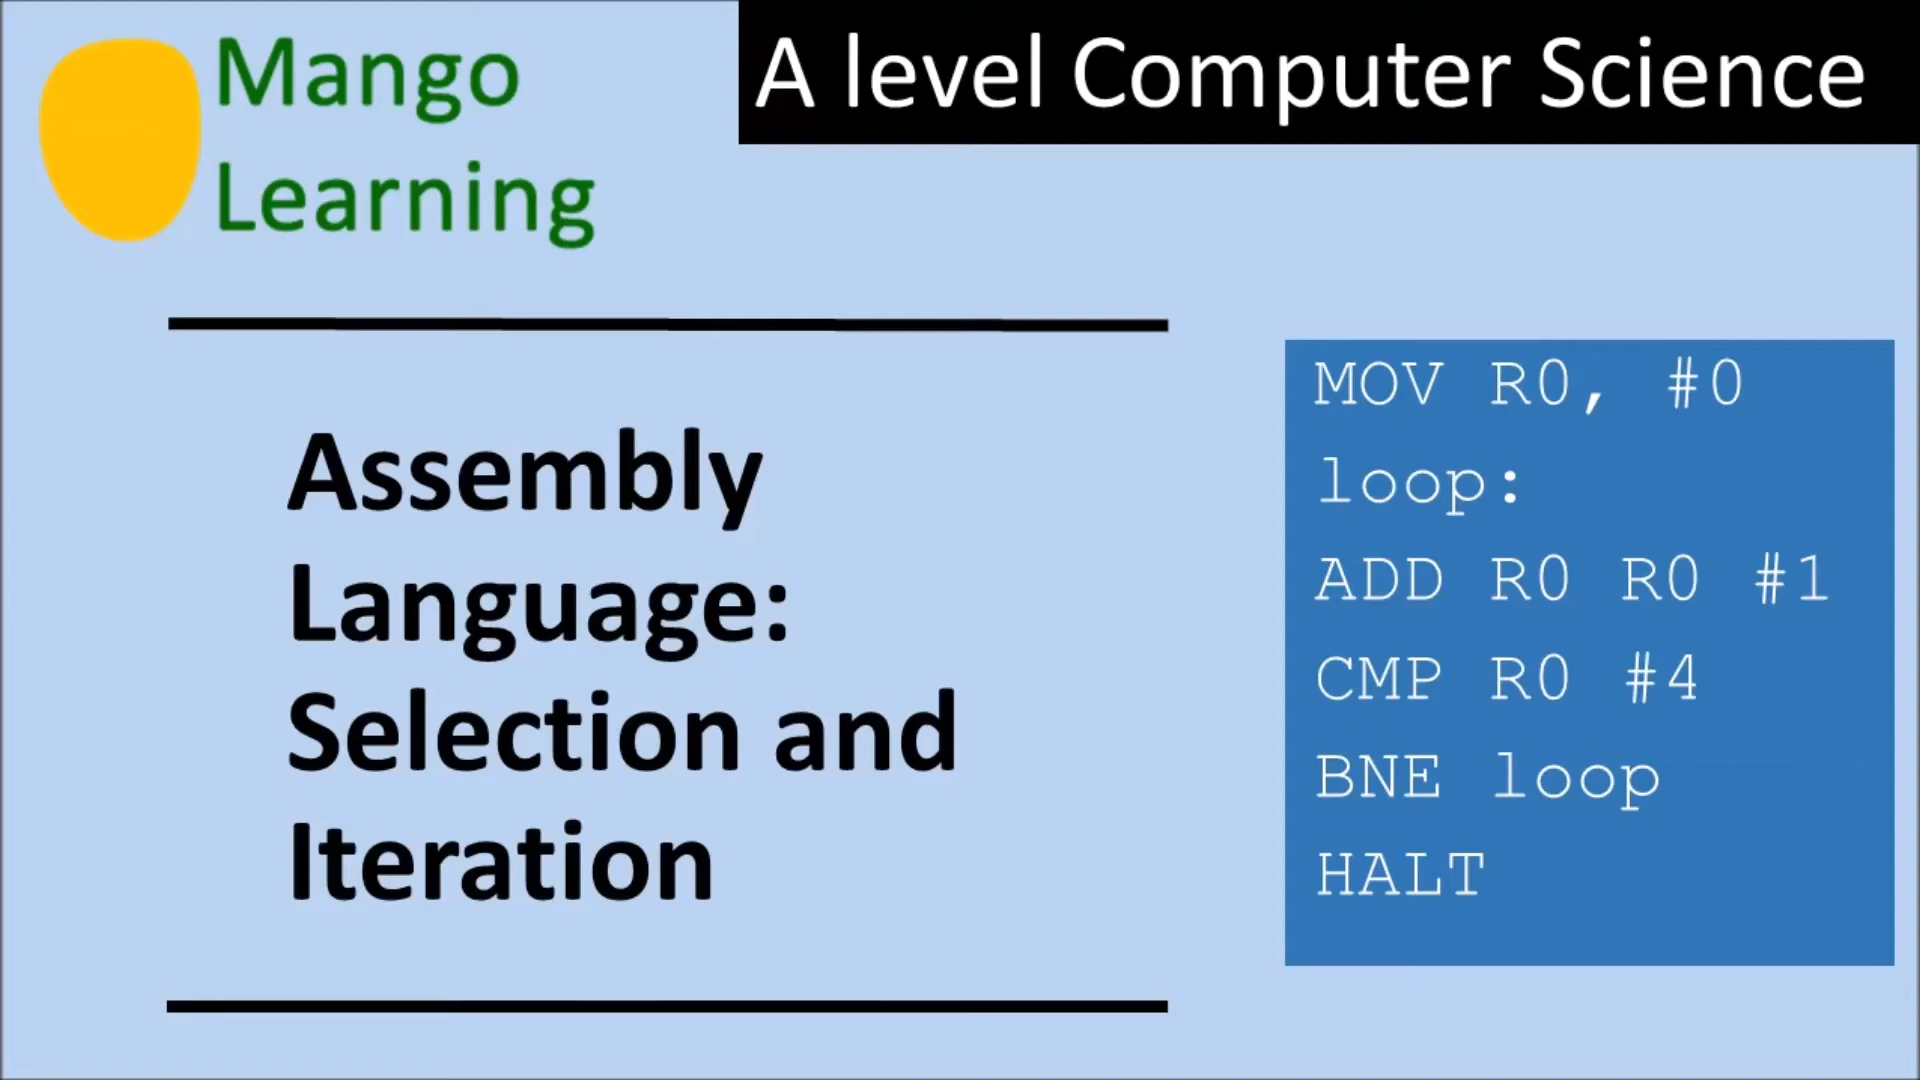 Mango
Learning
A level Computer Science
Assembly
Language:
Selection and
Iteration
MOV R0, #0
loop:
ADD R0 R0 #1
CMP R0 #4
BNE loop
HALT